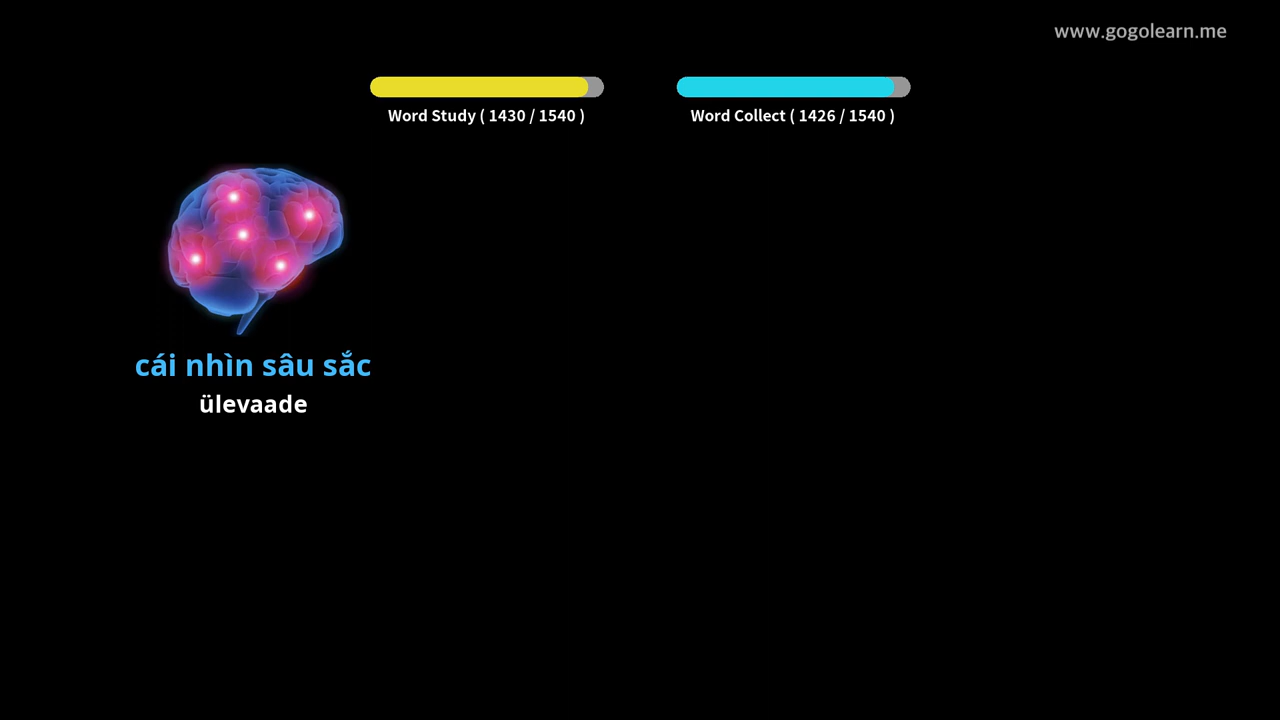 www.gogolearn.me
Word Study ( 1430 / 1540 )
Word Collect ( 1426 / 1540 )
cái nhìn sâu sắc
ülevaade